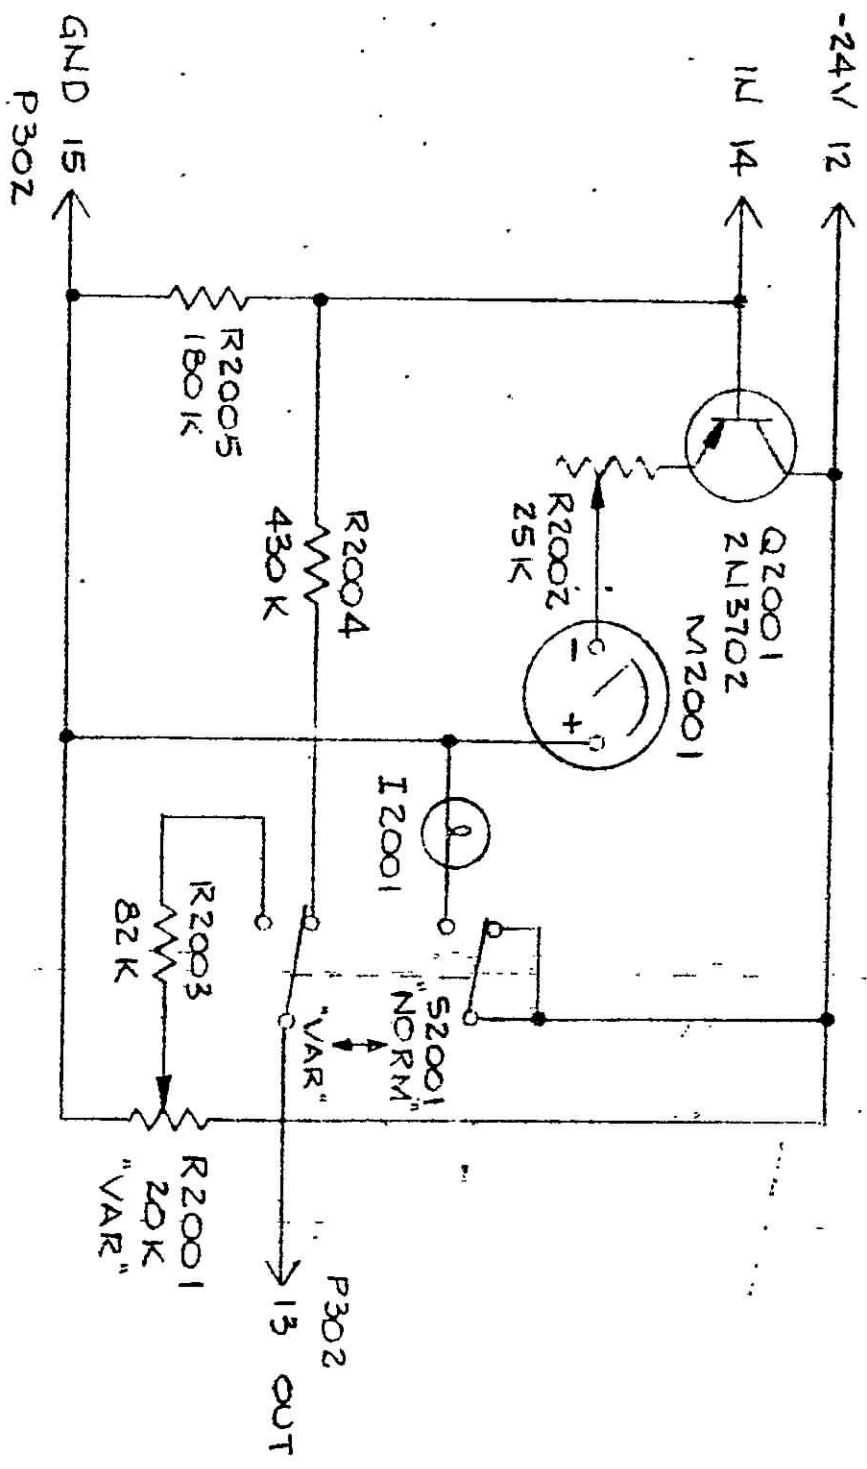 -24V 12
IN 14
GND 15
P302
Q2001
2N3702
M2001
-
+
R2002
25K
R2005
180K
R2004
430K
I2001
S2001
"NORM"
"VAR"
R2003
82K
R2001
20K
"VAR"
P302
13 OUT